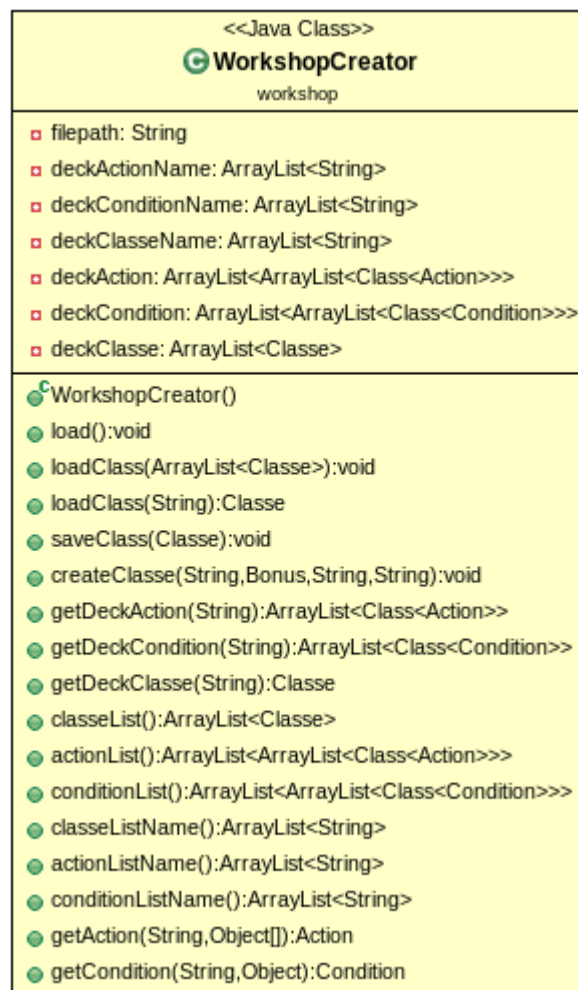 <<Java Class>>
C WorkshopCreator
workshop
filepath: String
deckActionName: ArrayList<String>
deckConditionName: ArrayList<String>
deckClasseName: ArrayList<String>
deckAction: ArrayList<ArrayList<Class<Action>>>
deckCondition: ArrayList<ArrayList<Class<Condition>>>
deckClasse: ArrayList<Classe>
C WorkshopCreator()
load():void
loadClass(ArrayList<Classe>):void
loadClass(String):Classe
saveClass(Classe):void
createClasse(String,Bonus,String,String):void
getDeckAction(String):ArrayList<Class<Action>>
getDeckCondition(String):ArrayList<Class<Condition>>
getDeckClasse(String):Classe
classeList():ArrayList<Classe>
actionList():ArrayList<ArrayList<Class<Action>>>
conditionList():ArrayList<ArrayList<Class<Condition>>>
classeListName():ArrayList<String>
actionListName():ArrayList<String>
conditionListName():ArrayList<String>
getAction(String,Object[]):Action
getCondition(String,Object):Condition